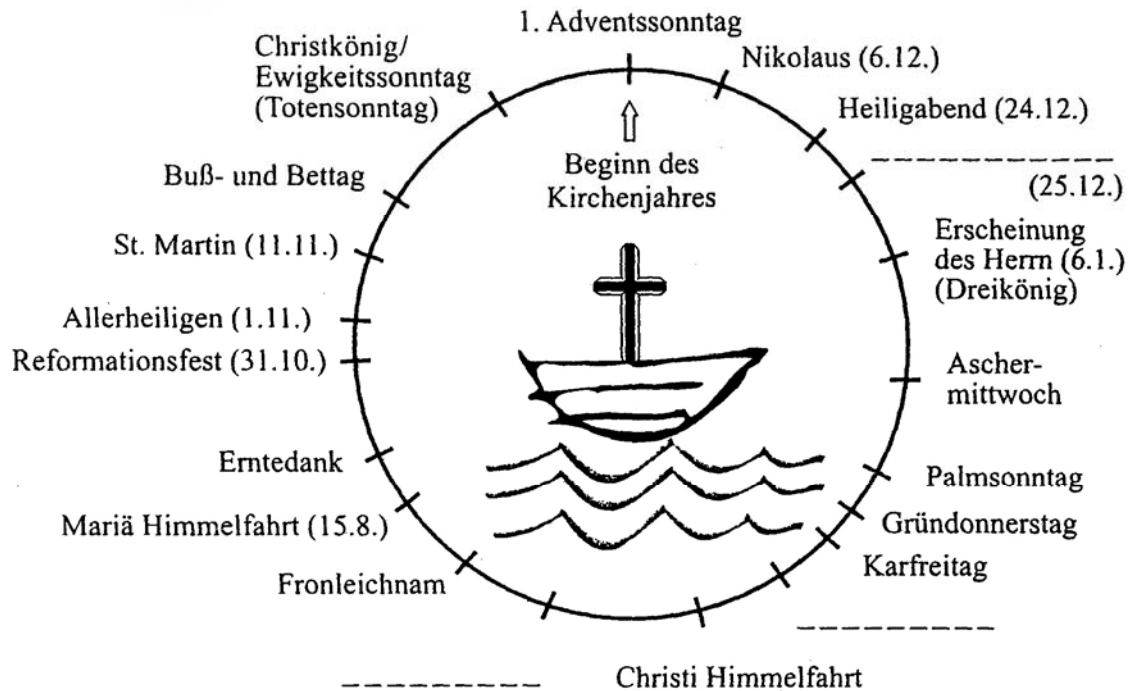 1. Adventssonntag
Nikolaus (6.12.)
Heiligabend (24.12.)
_ _ _ _ _ _ _ _ _ _ _
(25.12.)
Erscheinung
des Herrn (6.1.)
(Dreikönig)
Ascher-
mittwoch
Palmsonntag
Gründonnerstag
Karfreitag
_ _ _ _ _ _ _ _ _
Christi Himmelfahrt
_ _ _ _ _ _ _ _ _
Fronleichnam
Mariä Himmelfahrt (15.8.)
Erntedank
Reformationsfest (31.10.)
Allerheiligen (1.11.)
St. Martin (11.11.)
Buß- und Bettag
Christkönig/
Ewigkeitssonntag
(Totensonntag)
Beginn des
Kirchenjahres